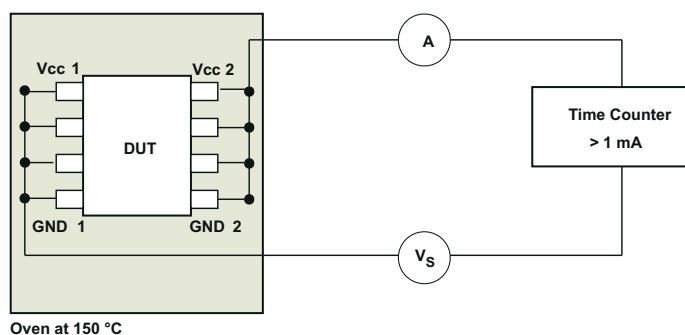 A
Vcc 1
Vcc 2
Time Counter
> 1 mA
DUT
GND 1
GND 2
VS
Oven at 150 °C